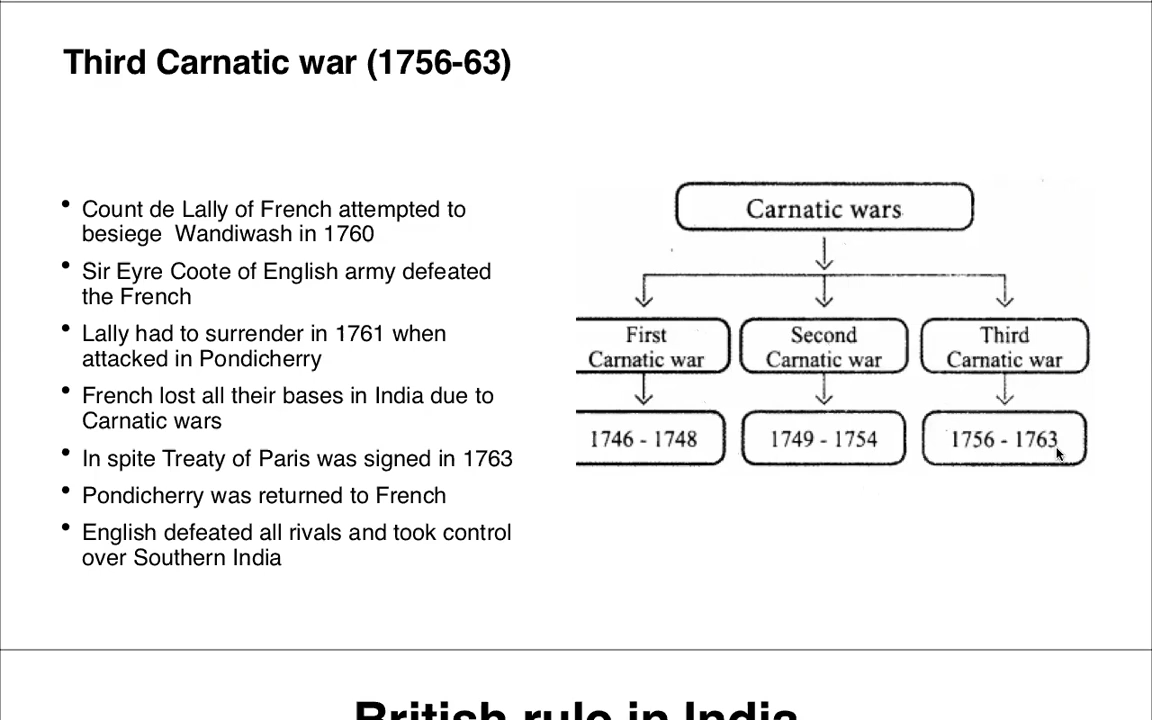 Third Carnatic war (1756-63)
• Count de Lally of French attempted to
besiege  Wandiwash in 1760
• Sir Eyre Coote of English army defeated
the French
• Lally had to surrender in 1761 when
attacked in Pondicherry
• French lost all their bases in India due to
Carnatic wars
• In spite Treaty of Paris was signed in 1763
• Pondicherry was returned to French
• English defeated all rivals and took control
over Southern India
Carnatic wars
First
Carnatic war
Second
Carnatic war
Third
Carnatic war
1746 - 1748
1749 - 1754
1756 - 1763
British rule in India